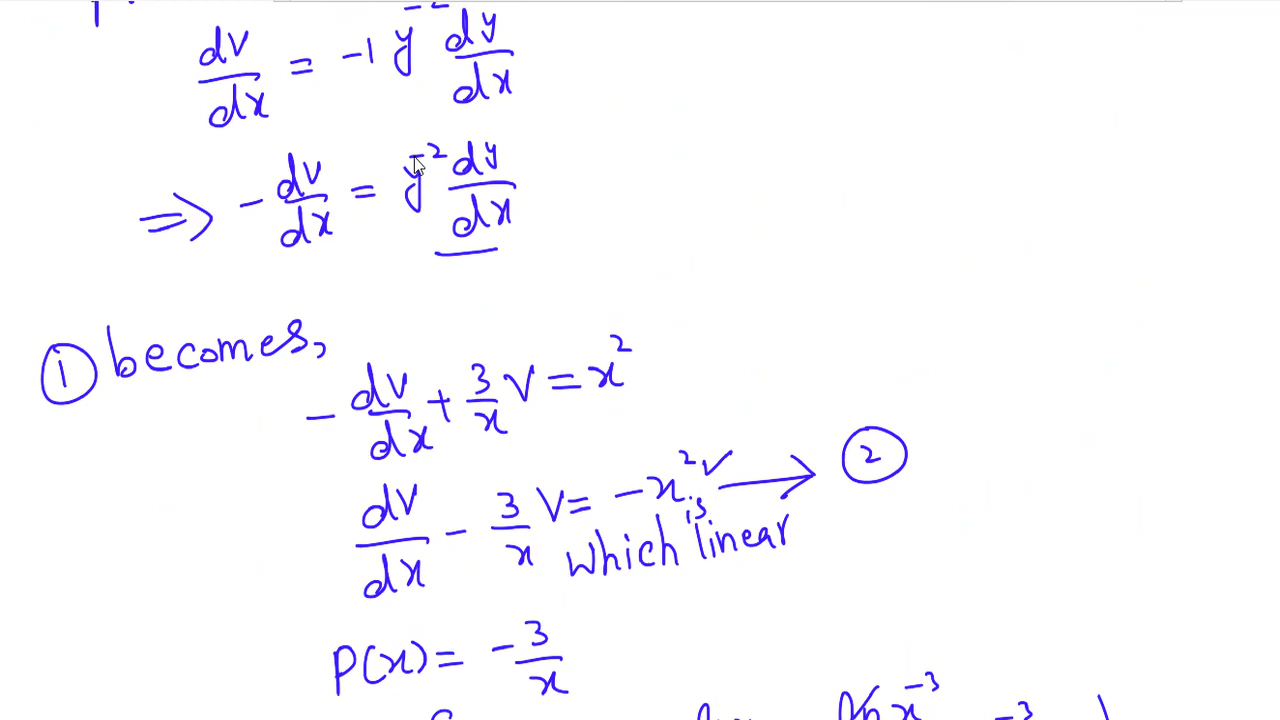 dv/dx = -1 y^-2 dy/dx
=> -dv/dx = y^-2 dy/dx
① becomes,
-dv/dx + 3/x V = x^2
dv/dx - 3/x V = -x^2 ✓ → ②
which is linear
P(x) = -3/x
x^-3